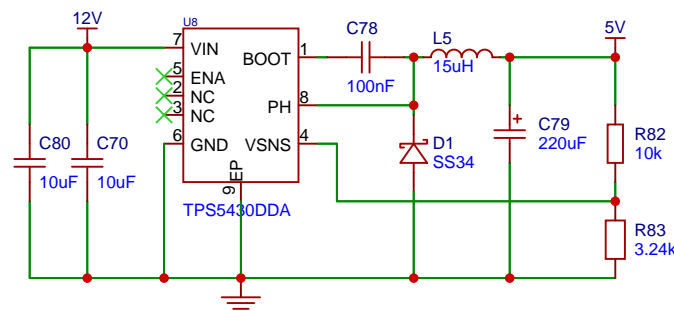 12V
U8
C78
L5
5V
7
VIN
BOOT
1
15uH
5
ENA
100nF
2
NC
PH
8
3
NC
C80
C70
6
GND
VSNS
4
D1
+
C79
R82
10uF
10uF
SS34
220uF
10k
9
EP
TPS5430DDA
R83
3.24k